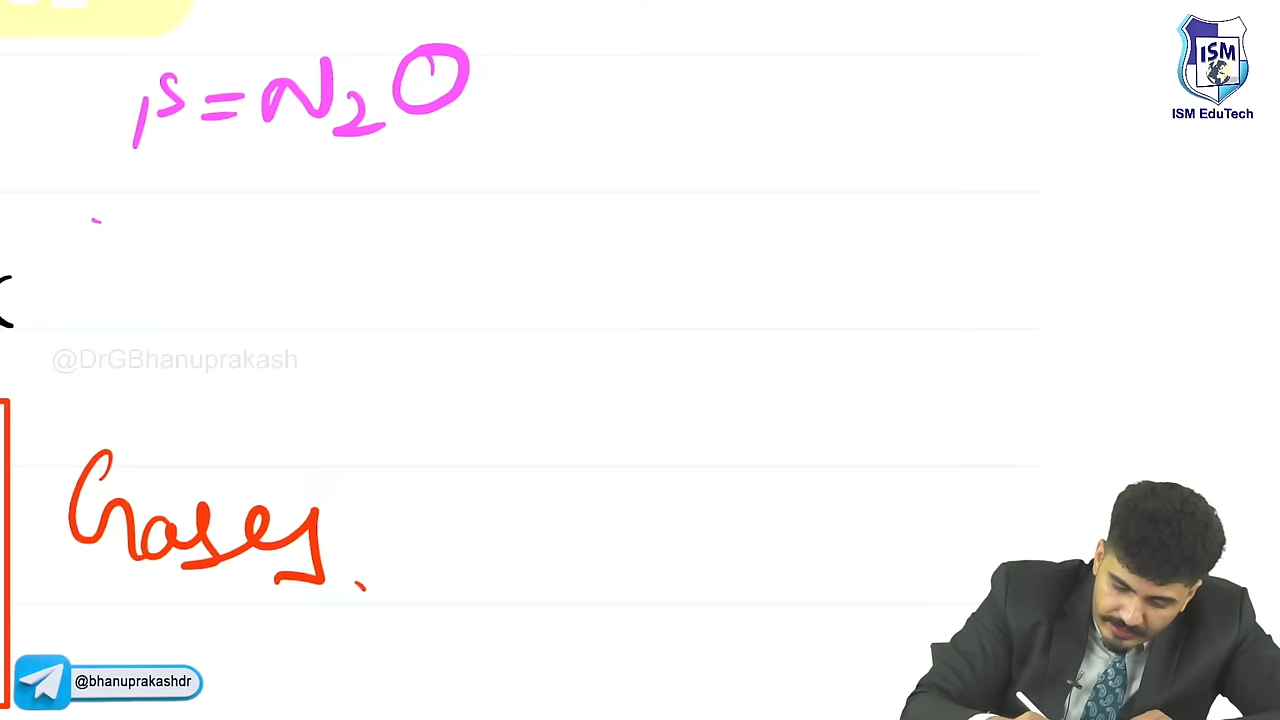 1s = N2O
ISM
ISM EduTech
@DrGBhanuprakash
Gases.
@bhanuprakashdr